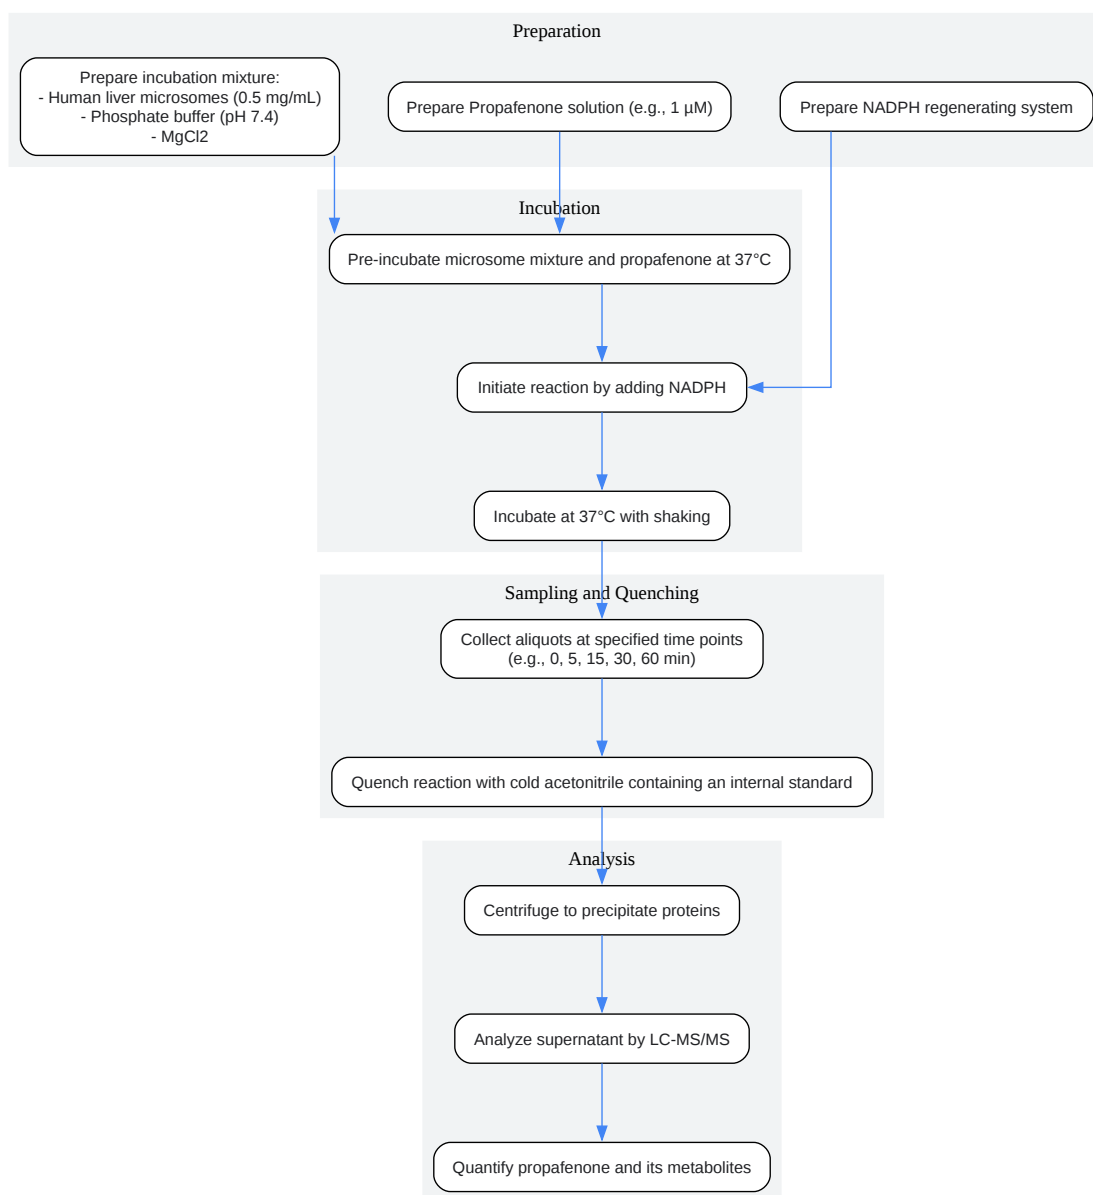 Preparation
Prepare incubation mixture:
- Human liver microsomes (0.5 mg/mL)
- Phosphate buffer (pH 7.4)
- MgCl2
Prepare Propafenone solution (e.g., 1 µM)
Prepare NADPH regenerating system
Incubation
Pre-incubate microsome mixture and propafenone at 37°C
Initiate reaction by adding NADPH
Incubate at 37°C with shaking
Sampling and Quenching
Collect aliquots at specified time points
(e.g., 0, 5, 15, 30, 60 min)
Quench reaction with cold acetonitrile containing an internal standard
Analysis
Centrifuge to precipitate proteins
Analyze supernatant by LC-MS/MS
Quantify propafenone and its metabolites